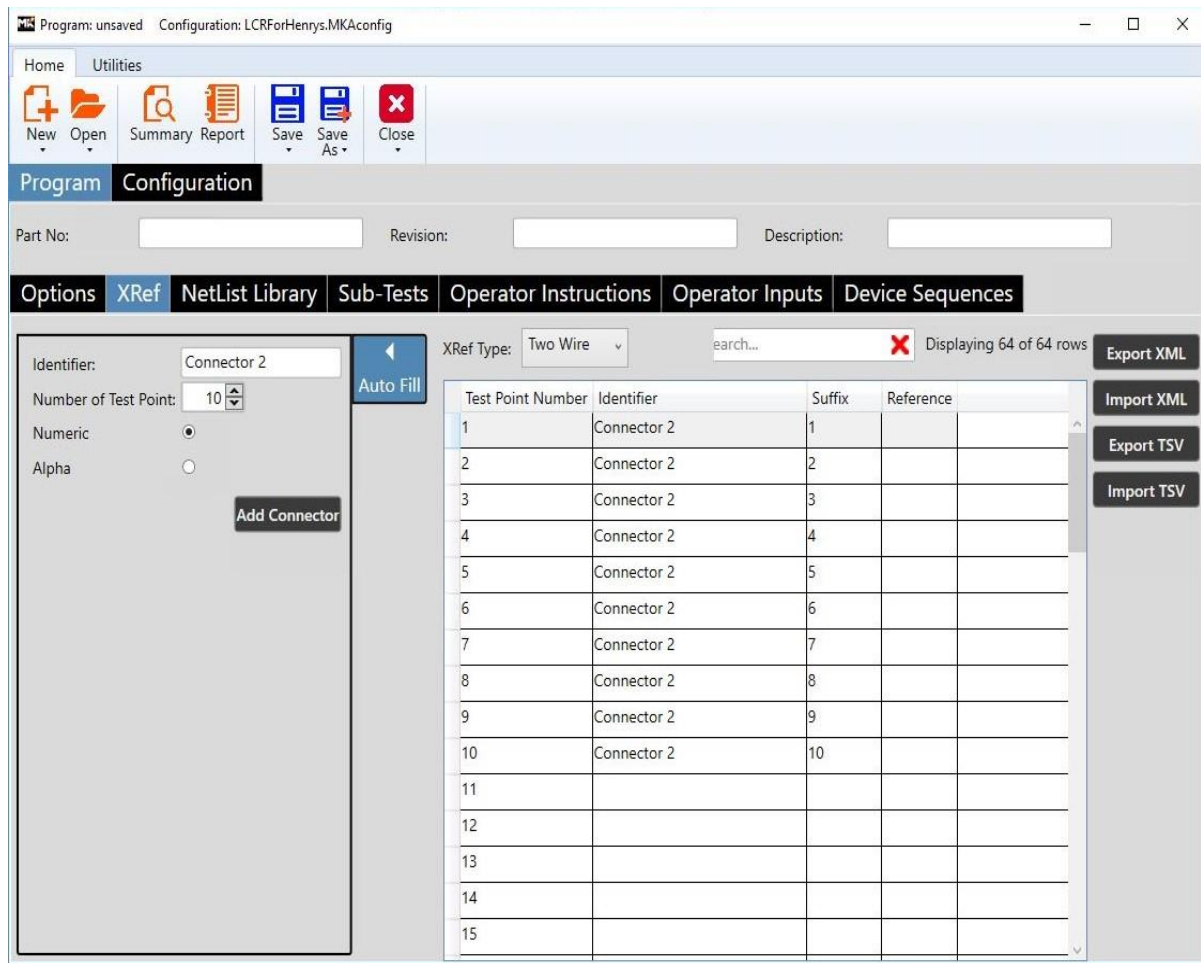 MK Program: unsaved Configuration: LCRForHenrys.MKAconfig
Home Utilities
New Open Summary Report Save Save As Close
Program Configuration
Part No: Revision: Description:
Options XRef NetList Library Sub-Tests Operator Instructions Operator Inputs Device Sequences
Identifier: Connector 2
Number of Test Point: 10
Numeric
Alpha
Add Connector
Auto Fill
XRef Type: Two Wire earch... Displaying 64 of 64 rows
Test Point Number Identifier Suffix Reference
1 Connector 2 1
2 Connector 2 2
3 Connector 2 3
4 Connector 2 4
5 Connector 2 5
6 Connector 2 6
7 Connector 2 7
8 Connector 2 8
9 Connector 2 9
10 Connector 2 10
11
12
13
14
15
Export XML
Import XML
Export TSV
Import TSV